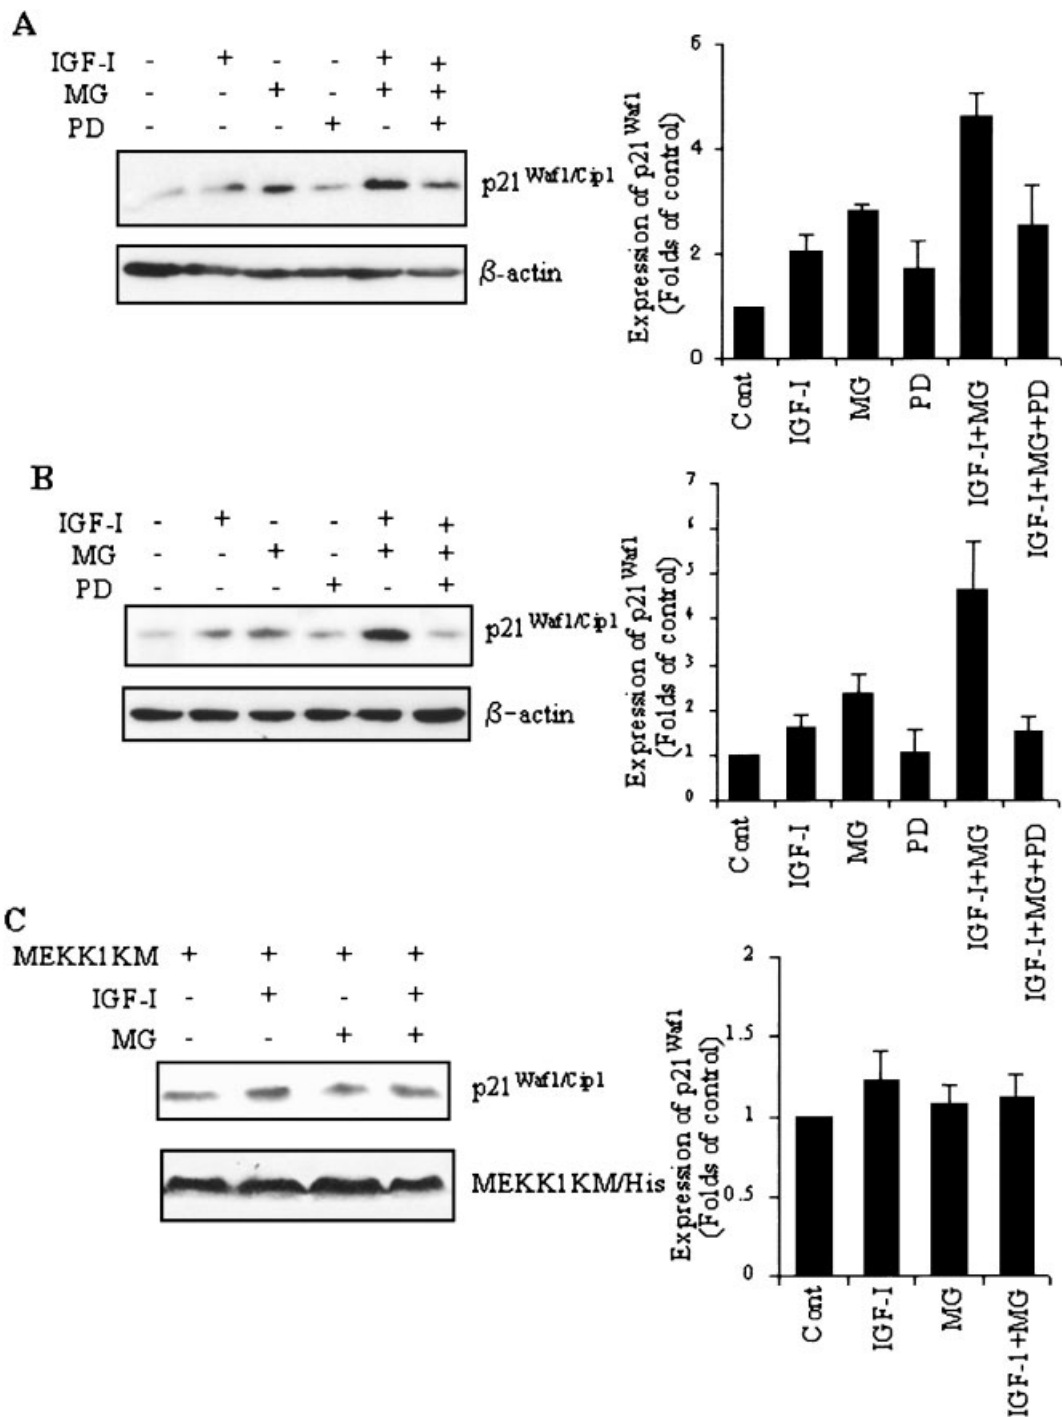 A
IGF-I - + - - + +
MG - - + - + +
PD - - - + - +
p21 Waf1/Cip1
β-actin
Expression of p21 Waf1
(Folds of control)
6
4
2
0
Cont
IGF-I
MG
PD
IGF-I+MG
IGF-I+MG+PD
B
IGF-I - + - - + +
MG - - + - + +
PD - - - + - +
p21 Waf1/Cip1
β-actin
Expression of p21 Waf1
(Folds of control)
7
6
5
4
3
2
1
0
Cont
IGF-I
MG
PD
IGF-I+MG
IGF-I+MG+PD
C
MEKK1KM + + + +
IGF-I - + - +
MG - - + +
p21 Waf1/Cip1
MEKK1KM/His
Expression of p21 Waf1
(Folds of control)
2
1.5
1
0.5
0
Cont
IGF-I
MG
IGF-1+MG